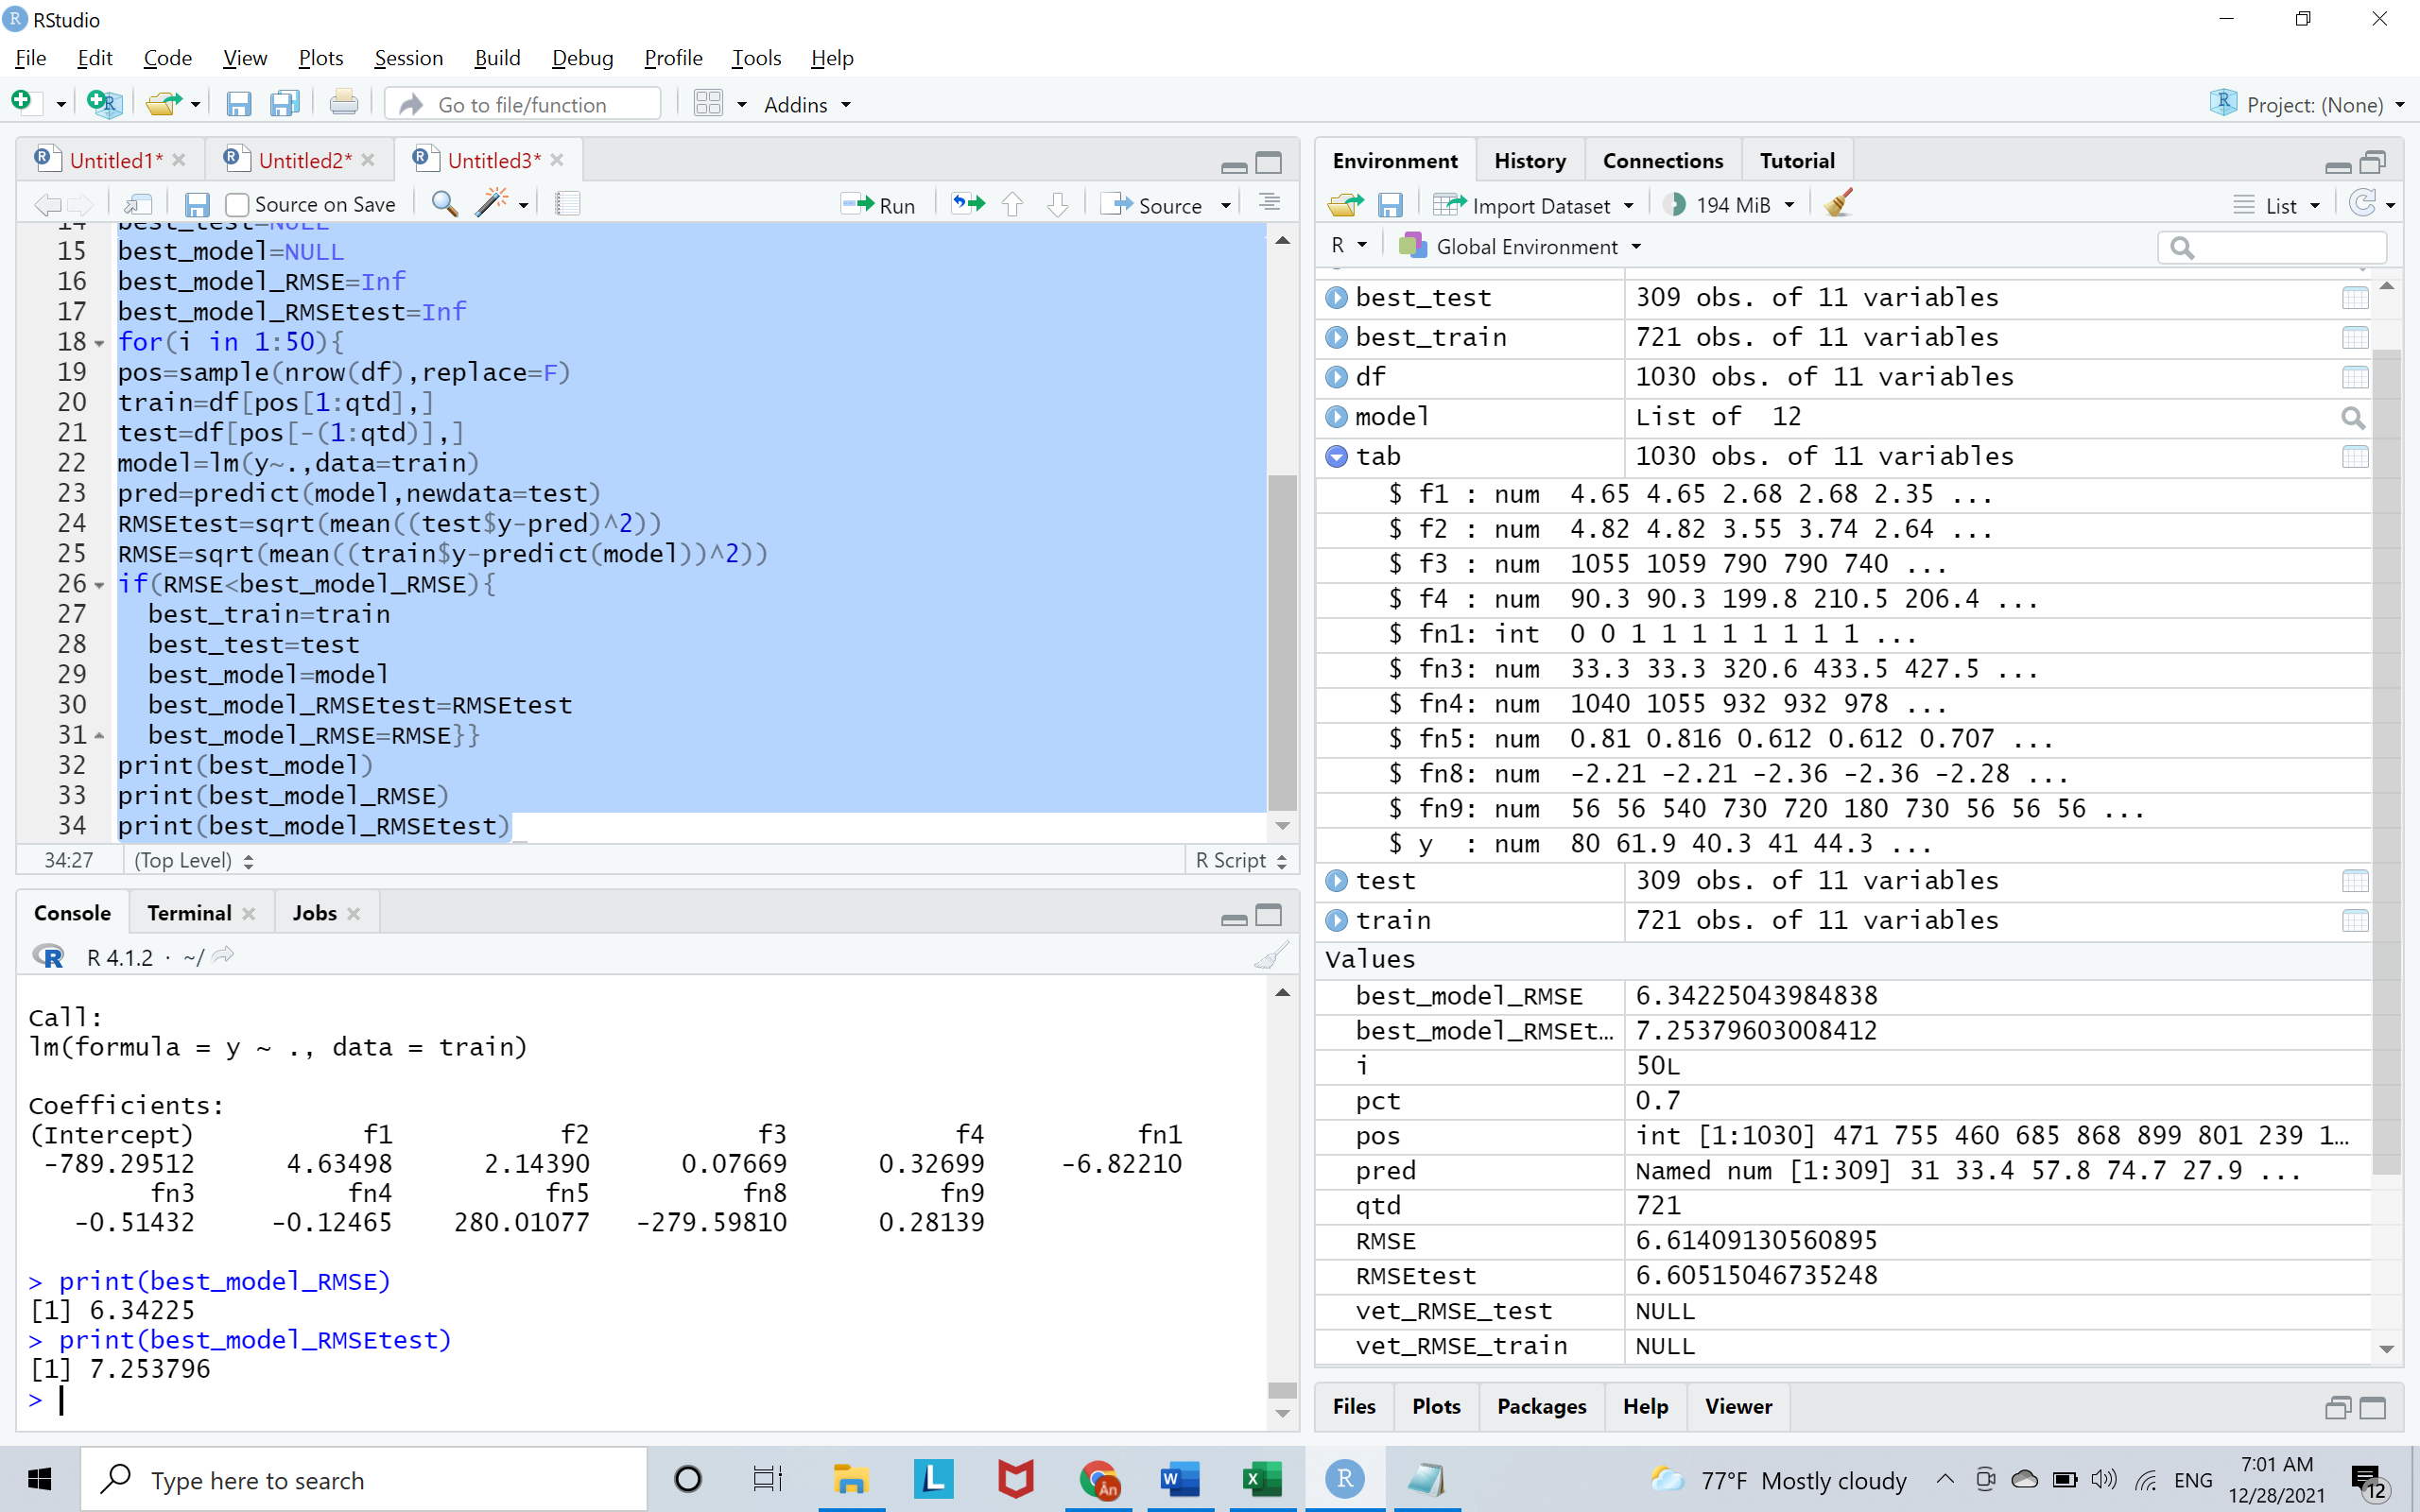 RStudio
File Edit Code View Plots Session Build Debug Profile Tools Help
Go to file/function Addins Project: (None)
Untitled1* Untitled2* Untitled3*
Source on Save Run Source
14 best_test=NULL
15 best_model=NULL
16 best_model_RMSE=Inf
17 best_model_RMSEtest=Inf
18 for(i in 1:50){
19 pos=sample(nrow(df),replace=F)
20 train=df[pos[1:qtd],]
21 test=df[pos[-(1:qtd)],]
22 model=lm(y~.,data=train)
23 pred=predict(model,newdata=test)
24 RMSEtest=sqrt(mean((test$y-pred)^2))
25 RMSE=sqrt(mean((train$y-predict(model))^2))
26 if(RMSE<best_model_RMSE){
27 best_train=train
28 best_test=test
29 best_model=model
30 best_model_RMSEtest=RMSEtest
31 best_model_RMSE=RMSE}}
32 print(best_model)
33 print(best_model_RMSE)
34 print(best_model_RMSEtest)
34:27 (Top Level) R Script
Console Terminal Jobs
R 4.1.2 · ~/
Call:
lm(formula = y ~ ., data = train)
Coefficients:
(Intercept) f1 f2 f3 f4 fn1
-789.29512 4.63498 2.14390 0.07669 0.32699 -6.82210
fn3 fn4 fn5 fn8 fn9
-0.51432 -0.12465 280.01077 -279.59810 0.28139
> print(best_model_RMSE)
[1] 6.34225
> print(best_model_RMSEtest)
[1] 7.253796
>
Environment History Connections Tutorial
Import Dataset 194 MiB List
R Global Environment
best_test 309 obs. of 11 variables
best_train 721 obs. of 11 variables
df 1030 obs. of 11 variables
model List of 12
tab 1030 obs. of 11 variables
$ f1 : num 4.65 4.65 2.68 2.68 2.35 ...
$ f2 : num 4.82 4.82 3.55 3.74 2.64 ...
$ f3 : num 1055 1059 790 790 740 ...
$ f4 : num 90.3 90.3 199.8 210.5 206.4 ...
$ fn1: int 0 0 1 1 1 1 1 1 1 1 ...
$ fn3: num 33.3 33.3 320.6 433.5 427.5 ...
$ fn4: num 1040 1055 932 932 978 ...
$ fn5: num 0.81 0.816 0.612 0.612 0.707 ...
$ fn8: num -2.21 -2.21 -2.36 -2.36 -2.28 ...
$ fn9: num 56 56 540 730 720 180 730 56 56 56 ...
$ y : num 80 61.9 40.3 41 44.3 ...
test 309 obs. of 11 variables
train 721 obs. of 11 variables
Values
best_model_RMSE 6.34225043984838
best_model_RMSEt… 7.25379603008412
i 50L
pct 0.7
pos int [1:1030] 471 755 460 685 868 899 801 239 1…
pred Named num [1:309] 31 33.4 57.8 74.7 27.9 ...
qtd 721
RMSE 6.61409130560895
RMSEtest 6.60515046735248
vet_RMSE_test NULL
vet_RMSE_train NULL
Files Plots Packages Help Viewer
Type here to search
77°F Mostly cloudy ENG 7:01 AM
12/28/2021 12